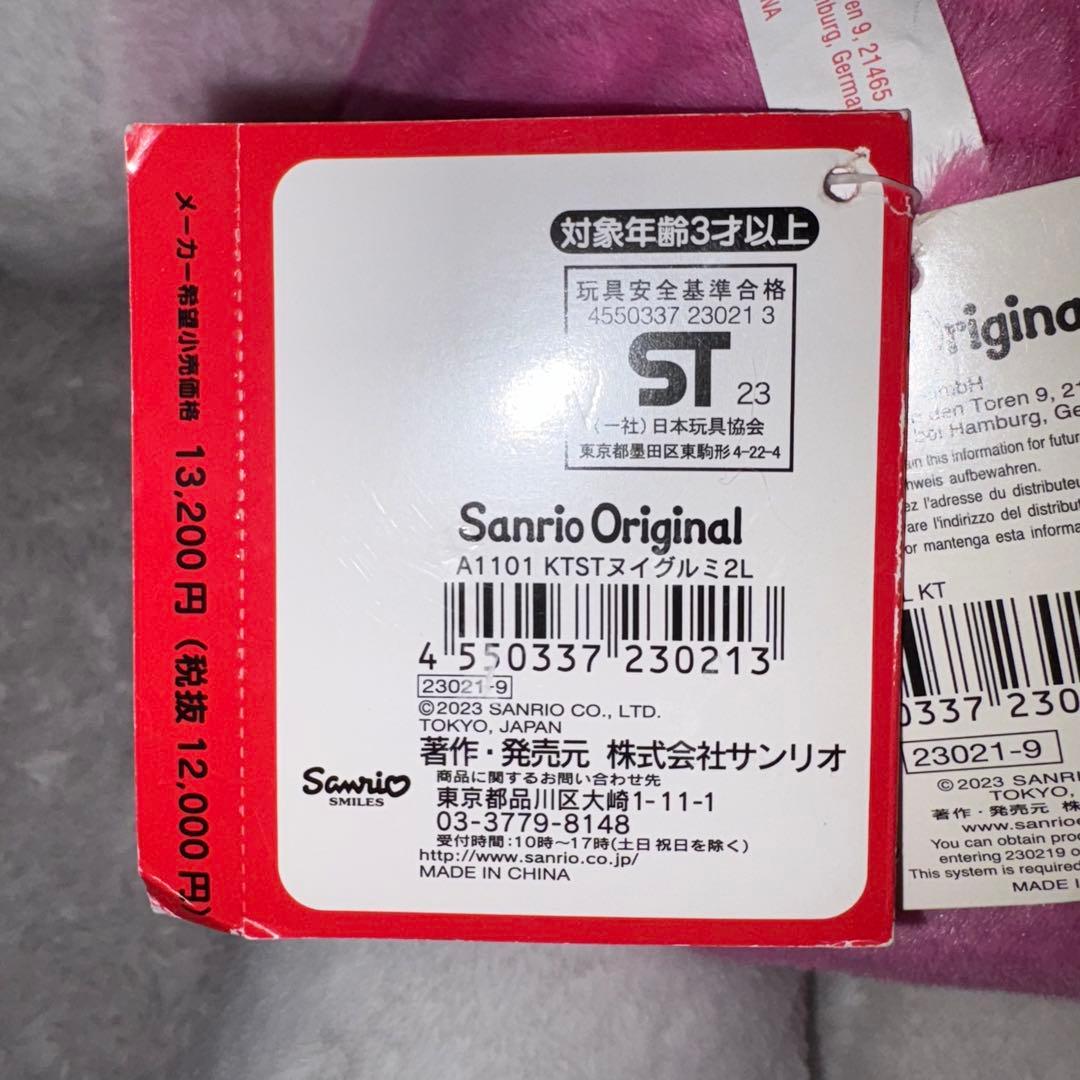 メーカー希望小売価格 13,200円 (税抜 12,000円)
対象年齢3才以上
玩具安全基準合格
4550337 23021 3
ST 23
(一社)日本玩具協会
東京都墨田区東駒形4-22-4
Sanrio Original
A1101 KTSTヌイグルミ2L
4 550337 230213
23021-9
©2023 SANRIO CO., LTD.
TOKYO, JAPAN
著作・発売元 株式会社サンリオ
Sanrio
SMILES
商品に関するお問い合わせ先
東京都品川区大崎1-11-1
03-3779-8148
受付時間:10時~17時(土日祝日を除く)
http://www.sanrio.co.jp/
MADE IN CHINA
en 9, 21465
mburg, Germa
NA
rigina
mbH
den Toren 9, 21
Hamburg, Ge
this information for futur
nweis aufbewahren.
ez l'adresse du distributeu
are l'indirizzo del distribut
or mantenga esta informa
L KT
0337 230
23021-9
©2023 SANRI
TOKYO,
著作・発売元 株
www.sanrioe
You can obtain proc
entering 230219 o
This system is required
MADE I